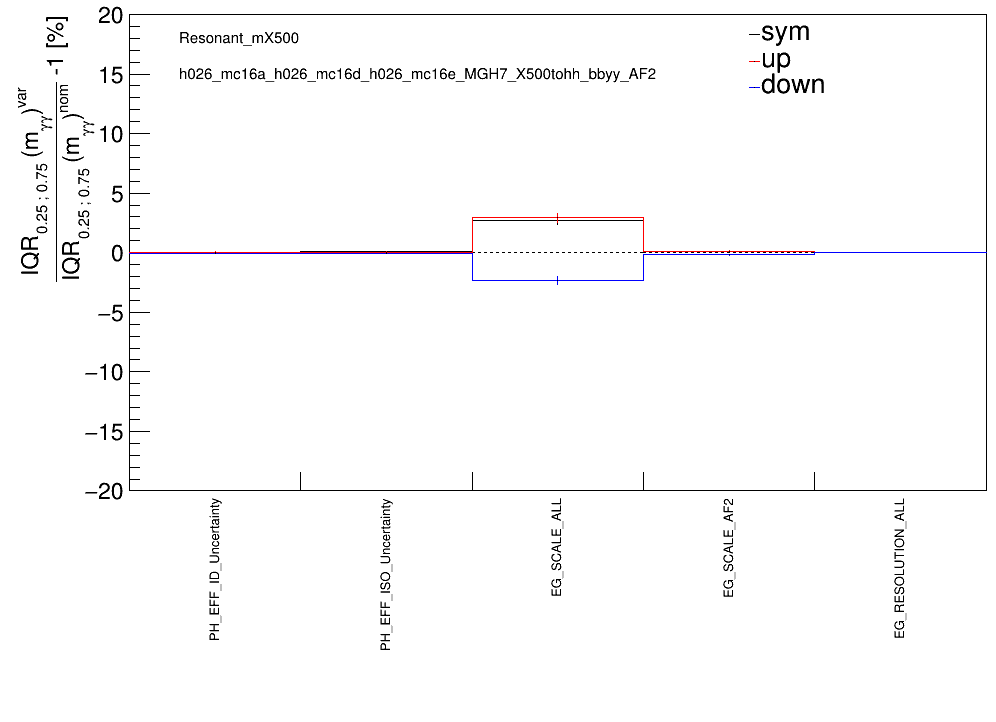 IQR0.25 ; 0.75 (mγγ)var
IQR0.25 ; 0.75 (mγγ)nom
-1 [%]
20
15
10
5
0
−5
−10
−15
−20
Resonant_mX500
h026_mc16a_h026_mc16d_h026_mc16e_MGH7_X500tohh_bbyy_AF2
sym
up
down
PH_EFF_ID_Uncertainty
PH_EFF_ISO_Uncertainty
EG_SCALE_ALL
EG_SCALE_AF2
EG_RESOLUTION_ALL